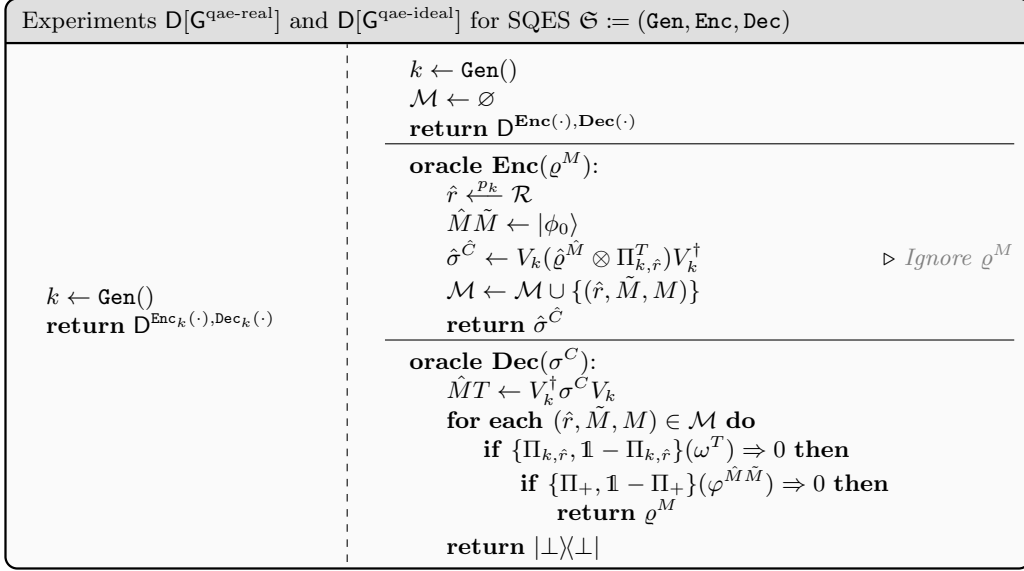 Experiments D[G^{qae-real}] and D[G^{qae-ideal}] for SQES 𝔖 := (Gen, Enc, Dec)
k ← Gen()
return D^{Enc_k(·),Dec_k(·)}
k ← Gen()
ℳ ← ∅
return D^{Enc(·),Dec(·)}
oracle Enc(ϱ^M):
r̂ ←^{p_k} ℛ
M̂M̃ ← |ϕ_0⟩
σ̂^Ĉ ← V_k(ϱ̂^M̂ ⊗ Π^T_{k,r̂})V_k^† ▷ Ignore ϱ^M
ℳ ← ℳ ∪ {(r̂, M̃, M)}
return σ̂^Ĉ
oracle Dec(σ^C):
M̂T ← V_k^† σ^C V_k
for each (r̂, M̃, M) ∈ ℳ do
if {Π_{k,r̂}, 𝟙 − Π_{k,r̂}}(ω^T) ⇒ 0 then
if {Π_+, 𝟙 − Π_+}(φ^{M̂M̃}) ⇒ 0 then
return ϱ^M
return |⊥⟩⟨⊥|